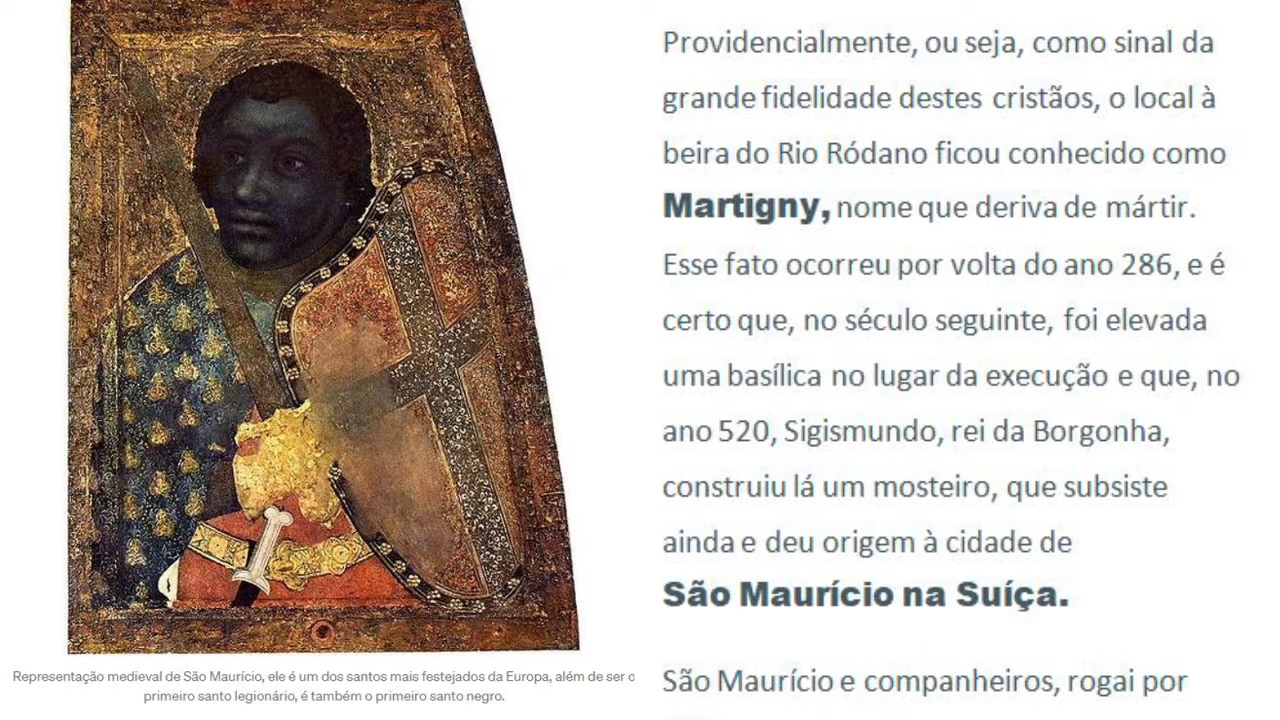 Providencialmente, ou seja, como sinal da
grande fidelidade destes cristãos, o local à
beira do Rio Ródano ficou conhecido como
Martigny, nome que deriva de mártir.
Esse fato ocorreu por volta do ano 286, e é
certo que, no século seguinte, foi elevada
uma basílica no lugar da execução e que, no
ano 520, Sigismundo, rei da Borgonha,
construiu lá um mosteiro, que subsiste
ainda e deu origem à cidade de
São Maurício na Suíça.
São Maurício e companheiros, rogai por
Representação medieval de São Maurício, ele é um dos santos mais festejados da Europa, além de ser o
primeiro santo legionário, é também o primeiro santo negro.